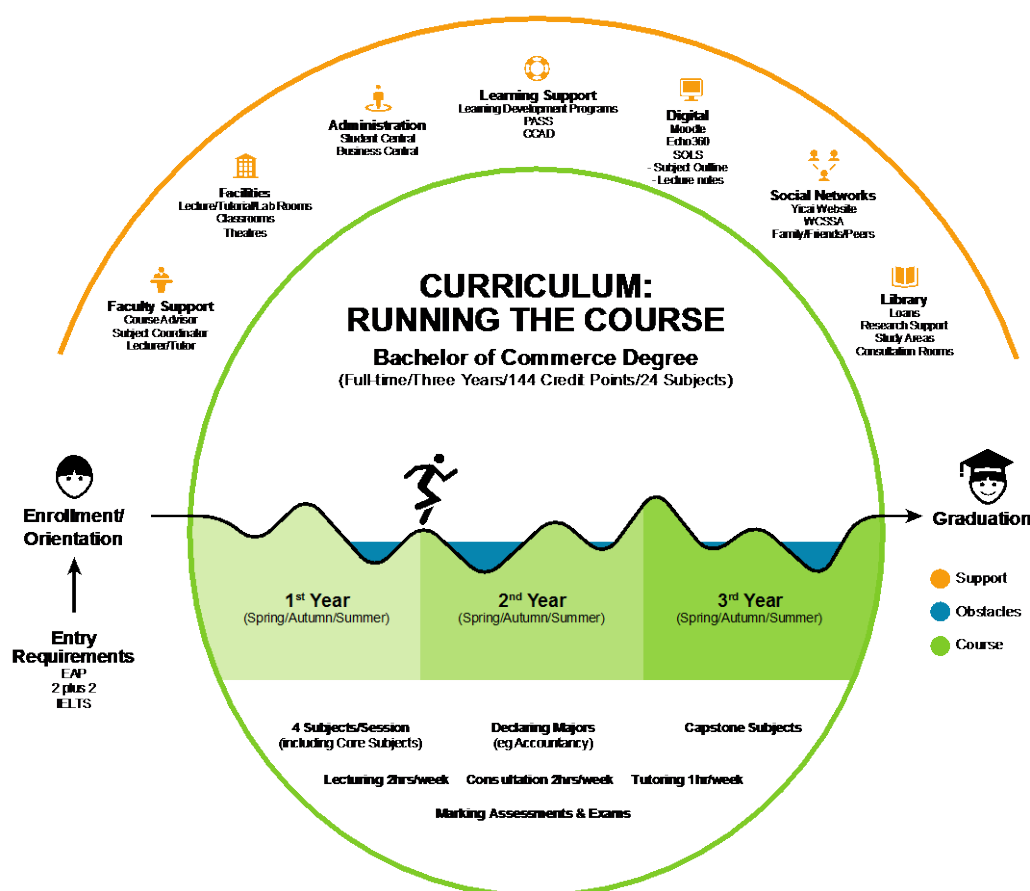 Learning Support
Learning Development Programs
PASS
CCAD
Administration
Student Central
Business Central
Digital
Moodle
Echo360
SOLS
- Subject Outline
- Lecture notes
Facilities
Lecture/Tutorial/Lab Rooms
Classrooms
Theatres
Social Networks
Yicai Website
WCSSA
Family/Friends/Peers
Faculty Support
Course Advisor
Subject Coordinator
Lecturer/Tutor
Library
Loans
Research Support
Study Areas
Consultation Rooms
CURRICULUM:
RUNNING THE COURSE
Bachelor of Commerce Degree
(Full-time/Three Years/144 Credit Points/24 Subjects)
Enrollment/
Orientation
Graduation
Entry
Requirements
EAP
2 plus 2
IELTS
1st Year
(Spring/Autumn/Summer)
2nd Year
(Spring/Autumn/Summer)
3rd Year
(Spring/Autumn/Summer)
Support
Obstacles
Course
4 Subjects/Session
(including Core Subjects)
Declaring Majors
(eg Accountancy)
Capstone Subjects
Lecturing 2hrs/week
Consultation 2hrs/week
Tutoring 1hr/week
Marking Assessments & Exams